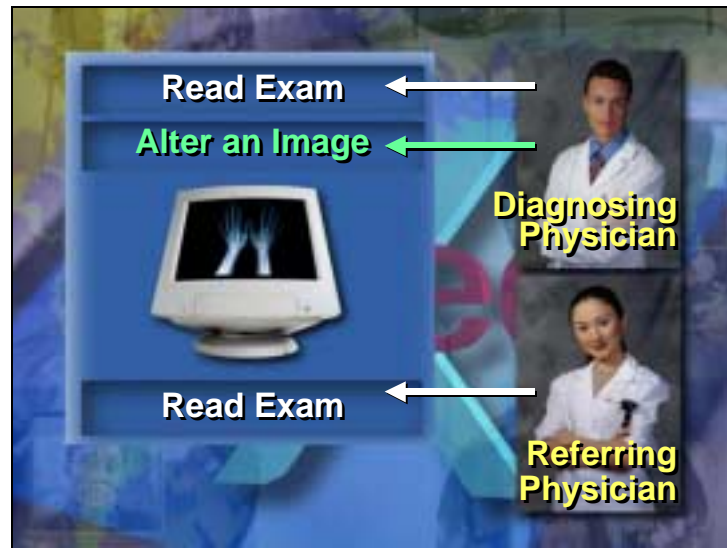 Read Exam
Alter an Image
Diagnosing
Physician
Read Exam
Referring
Physician